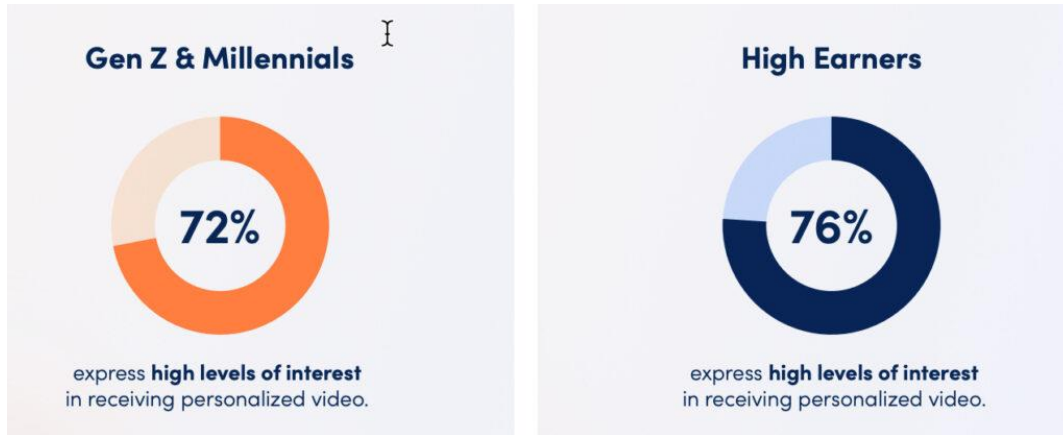 Gen Z & Millennials
72%
express high levels of interest
in receiving personalized video.
High Earners
76%
express high levels of interest
in receiving personalized video.